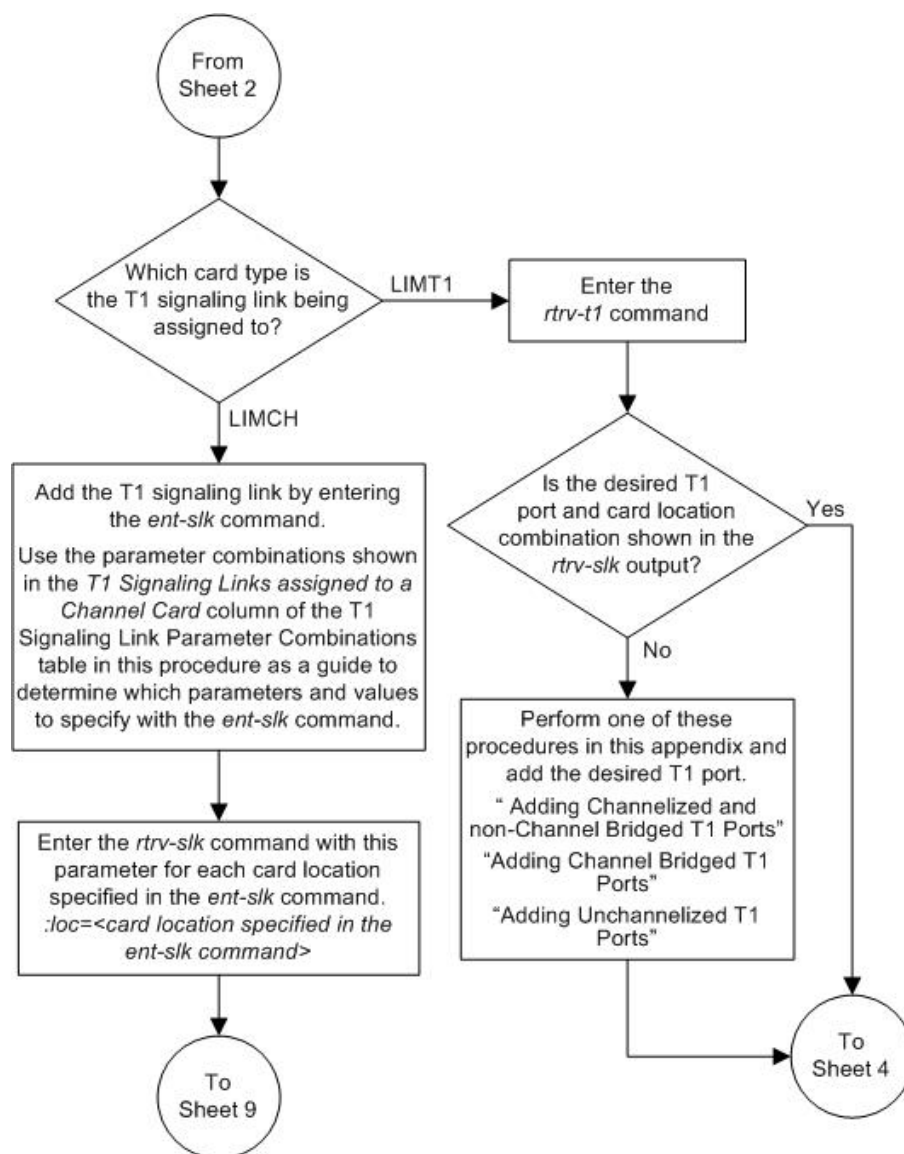 From
Sheet 2
Which card type is
the T1 signaling link being
assigned to?
LIMT1
Enter the
rtrv-t1 command
LIMCH
Add the T1 signaling link by entering
the ent-slk command.
Use the parameter combinations shown
in the T1 Signaling Links assigned to a
Channel Card column of the T1
Signaling Link Parameter Combinations
table in this procedure as a guide to
determine which parameters and values
to specify with the ent-slk command.
Is the desired T1
port and card location
combination shown in the
rtrv-slk output?
Yes
No
Perform one of these
procedures in this appendix and
add the desired T1 port.
“ Adding Channelized and
non-Channel Bridged T1 Ports”
“Adding Channel Bridged T1
Ports”
“Adding Unchannelized T1
Ports”
Enter the rtrv-slk command with this
parameter for each card location
specified in the ent-slk command.
:loc=<card location specified in the
ent-slk command>
To
Sheet 4
To
Sheet 9